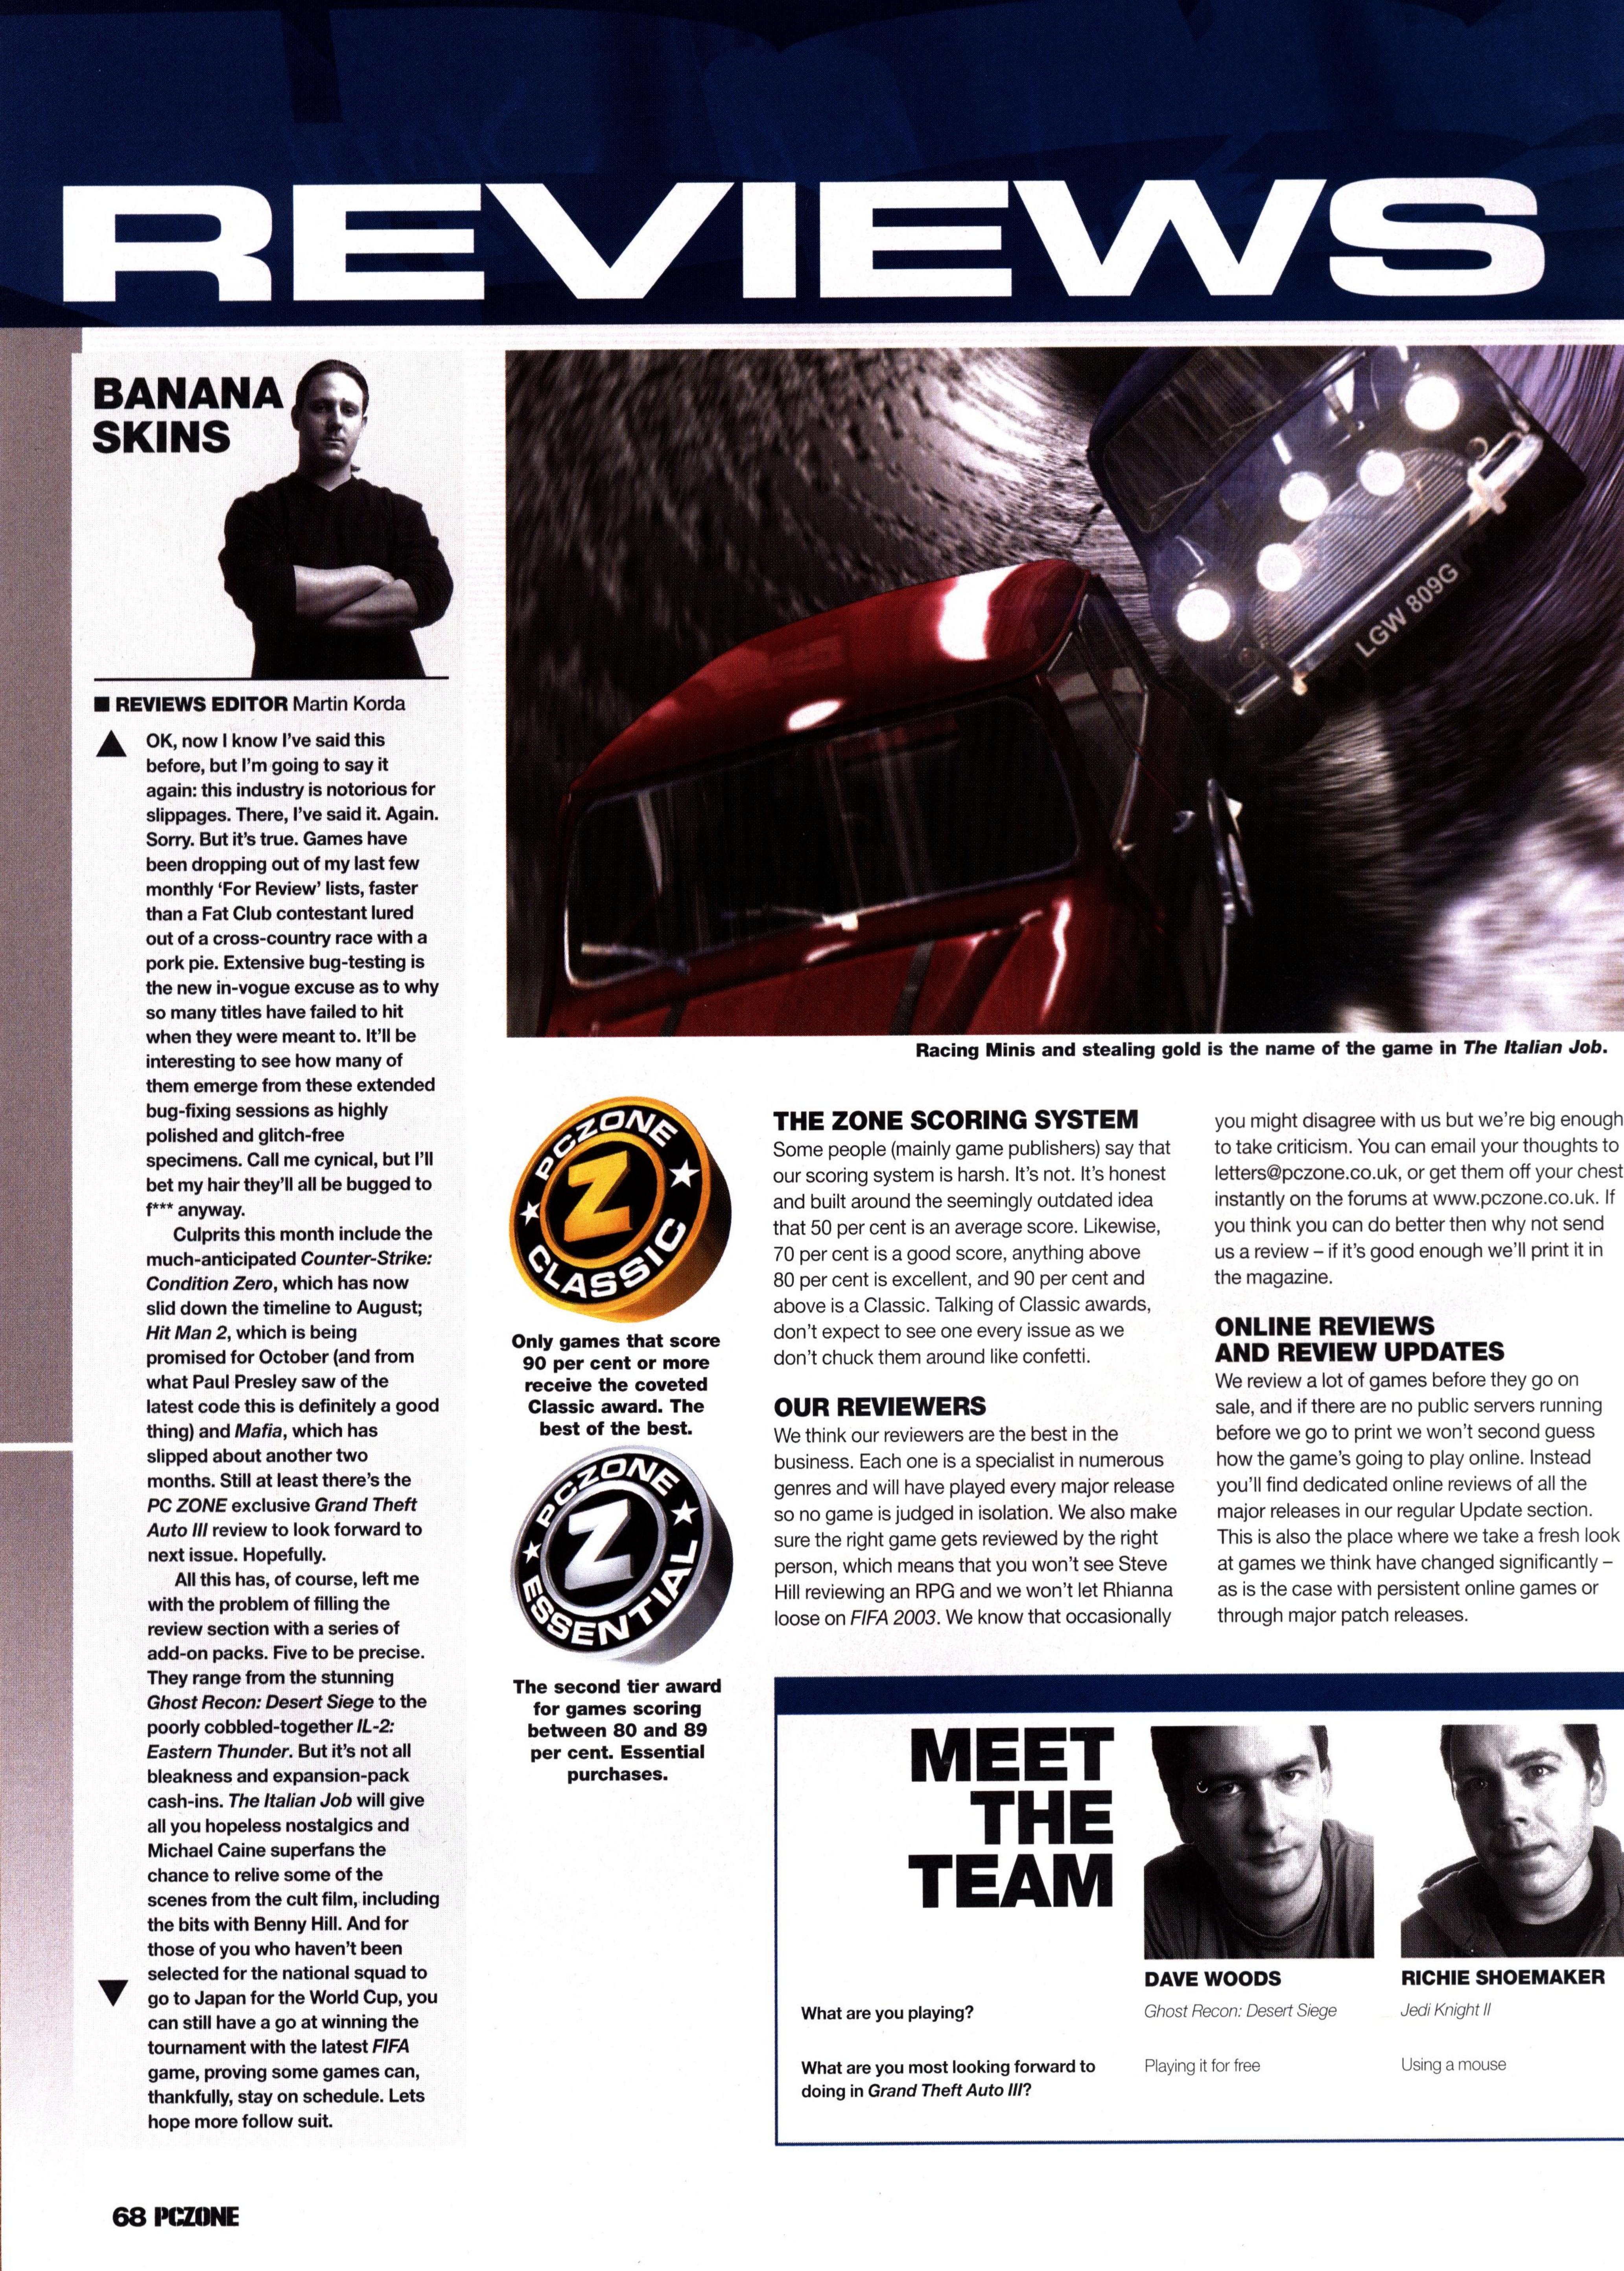 REVIEWS
BANANA
SKINS
■ REVIEWS EDITOR Martin Korda
OK, now I know I've said this
before, but I'm going to say it
again: this industry is notorious for
slippages. There, I've said it. Again.
Sorry. But it's true. Games have
been dropping out of my last few
monthly ‘For Review’ lists, faster
than a Fat Club contestant lured
out of a cross-country race with a
pork pie. Extensive bug-testing is
the new in-vogue excuse as to why
so many titles have failed to hit
when they were meant to. It'll be
interesting to see how many of
them emerge from these extended
bug-fixing sessions as highly
polished and glitch-free
specimens. Call me cynical, but I'll
bet my hair they'll all be bugged to
f*** anyway.
Culprits this month include the
much-anticipated Counter-Strike:
Condition Zero, which has now
slid down the timeline to August;
Hit Man 2, which is being
promised for October (and from
what Paul Presley saw of the
latest code this is definitely a good
thing) and Mafia, which has
slipped about another two
months. Still at least there's the
PC ZONE exclusive Grand Theft
Auto III review to look forward to
next issue. Hopefully.
All this has, of course, left me
with the problem of filling the
review section with a series of
add-on packs. Five to be precise.
They range from the stunning
Ghost Recon: Desert Siege to the
poorly cobbled-together IL-2:
Eastern Thunder. But it's not all
bleakness and expansion-pack
cash-ins. The Italian Job will give
all you hopeless nostalgics and
Michael Caine superfans the
chance to relive some of the
scenes from the cult film, including
the bits with Benny Hill. And for
those of you who haven't been
selected for the national squad to
go to Japan for the World Cup, you
can still have a go at winning the
tournament with the latest FIFA
game, proving some games can,
thankfully, stay on schedule. Lets
hope more follow suit.
LGW 809G
Racing Minis and stealing gold is the name of the game in The Italian Job.
PCZONE
Z
CLASSIC
Only games that score
90 per cent or more
receive the coveted
Classic award. The
best of the best.
PCZONE
Z
ESSENTIAL
The second tier award
for games scoring
between 80 and 89
per cent. Essential
purchases.
THE ZONE SCORING SYSTEM
Some people (mainly game publishers) say that
our scoring system is harsh. It's not. It's honest
and built around the seemingly outdated idea
that 50 per cent is an average score. Likewise,
70 per cent is a good score, anything above
80 per cent is excellent, and 90 per cent and
above is a Classic. Talking of Classic awards,
don't expect to see one every issue as we
don't chuck them around like confetti.
OUR REVIEWERS
We think our reviewers are the best in the
business. Each one is a specialist in numerous
genres and will have played every major release
so no game is judged in isolation. We also make
sure the right game gets reviewed by the right
person, which means that you won't see Steve
Hill reviewing an RPG and we won't let Rhianna
loose on FIFA 2003. We know that occasionally
you might disagree with us but we're big enough
to take criticism. You can email your thoughts to
letters@pczone.co.uk, or get them off your chest
instantly on the forums at www.pczone.co.uk. If
you think you can do better then why not send
us a review – if it's good enough we'll print it in
the magazine.
ONLINE REVIEWS
AND REVIEW UPDATES
We review a lot of games before they go on
sale, and if there are no public servers running
before we go to print we won't second guess
how the game's going to play online. Instead
you'll find dedicated online reviews of all the
major releases in our regular Update section.
This is also the place where we take a fresh look
at games we think have changed significantly –
as is the case with persistent online games or
through major patch releases.
MEET
THE
TEAM
DAVE WOODS
RICHIE SHOEMAKER
What are you playing?
Ghost Recon: Desert Siege
Jedi Knight II
What are you most looking forward to
doing in Grand Theft Auto III?
Playing it for free
Using a mouse
68 PCZONE